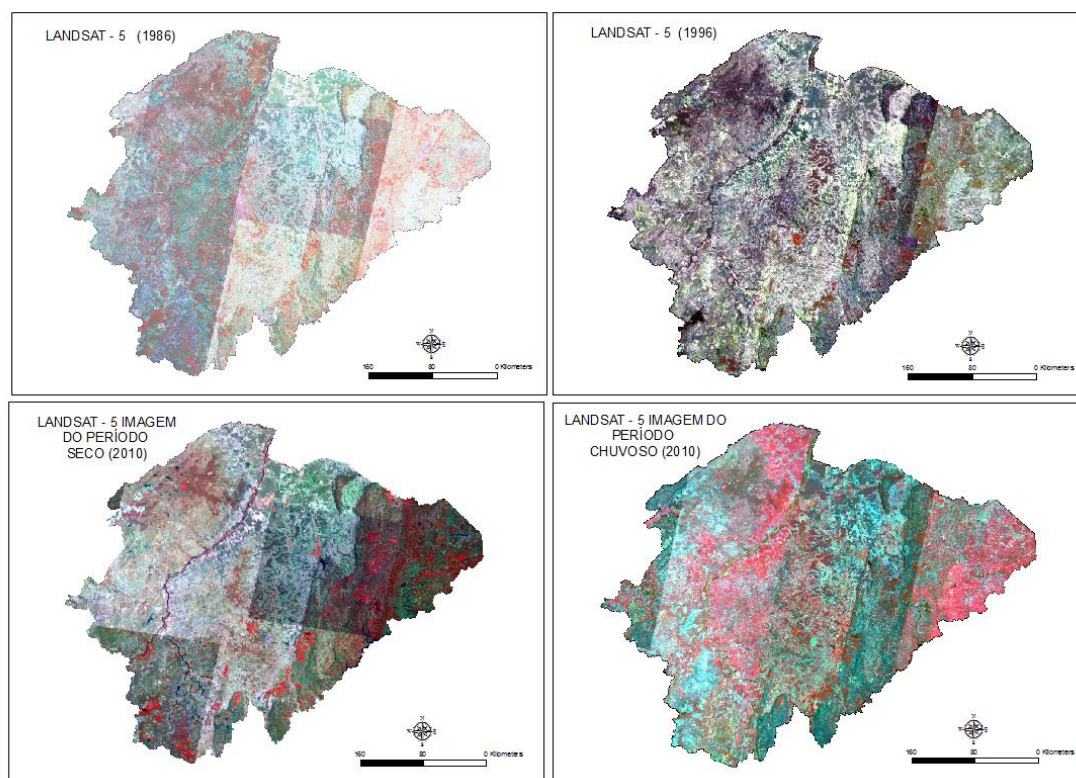 LANDSAT - 5 (1986)
N
W E
S
160 80 0 Kilometers
LANDSAT - 5 (1996)
N
W E
S
160 80 0 Kilometers
LANDSAT - 5 IMAGEM
DO PERÍODO
SECO (2010)
N
W E
S
160 80 0 Kilometers
LANDSAT - 5 IMAGEM DO
PERÍODO
CHUVOSO (2010)
N
W E
S
160 80 0 Kilometers